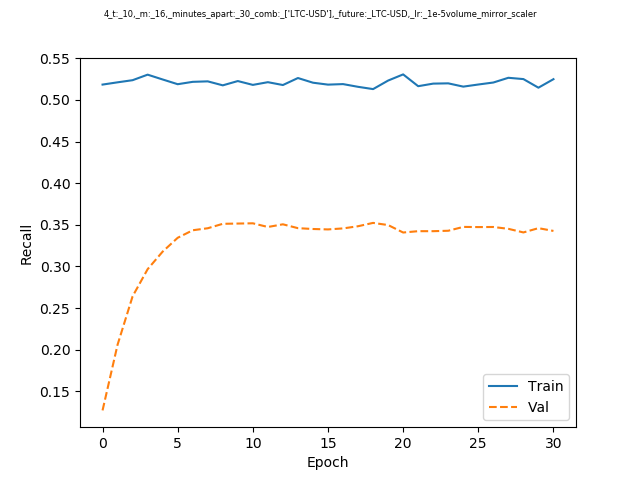 4_t:_10,_m:_16,_minutes_apart:_30_comb:_['LTC-USD'],_future:_LTC-USD,_lr:_1e-5volume_mirror_scaler
0.55
0.50
0.45
0.40
0.35
0.30
0.25
0.20
0.15
Recall
Train
Val
0 5 10 15 20 25 30
Epoch